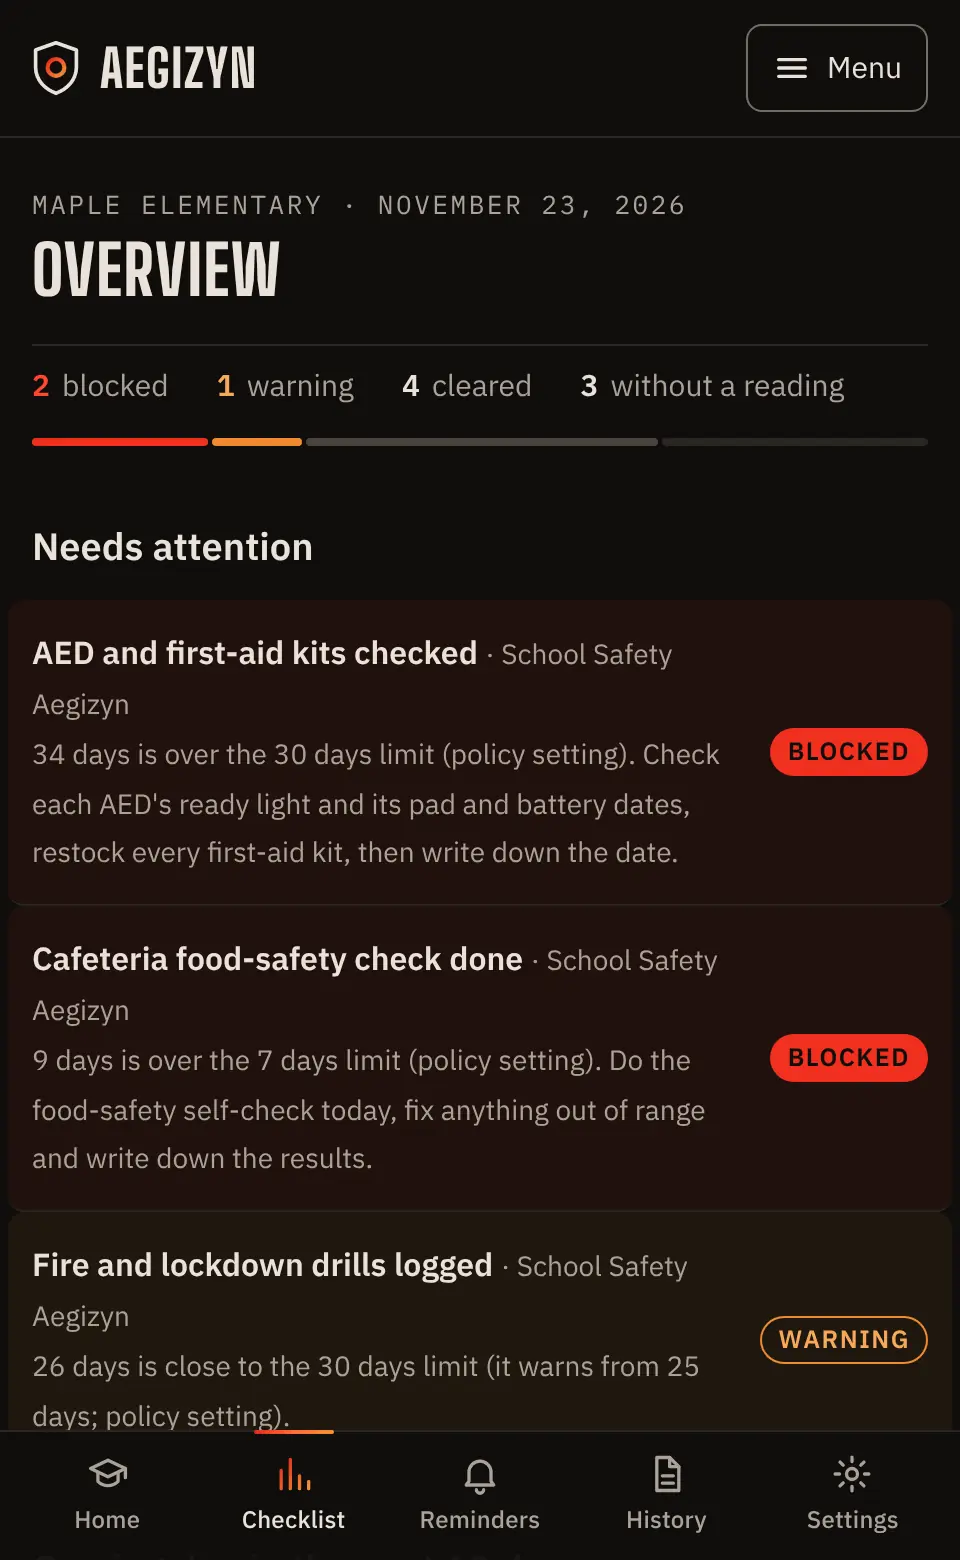 AEGIZYN
Menu
MAPLE ELEMENTARY · NOVEMBER 23, 2026
OVERVIEW
2 blocked 1 warning 4 cleared 3 without a reading
Needs attention
AED and first-aid kits checked · School Safety
Aegizyn
34 days is over the 30 days limit (policy setting). Check
each AED's ready light and its pad and battery dates,
restock every first-aid kit, then write down the date.
BLOCKED
Cafeteria food-safety check done · School Safety
Aegizyn
9 days is over the 7 days limit (policy setting). Do the
food-safety self-check today, fix anything out of range
and write down the results.
BLOCKED
Fire and lockdown drills logged · School Safety
Aegizyn
26 days is close to the 30 days limit (it warns from 25
days; policy setting).
WARNING
Home
Checklist
Reminders
History
Settings